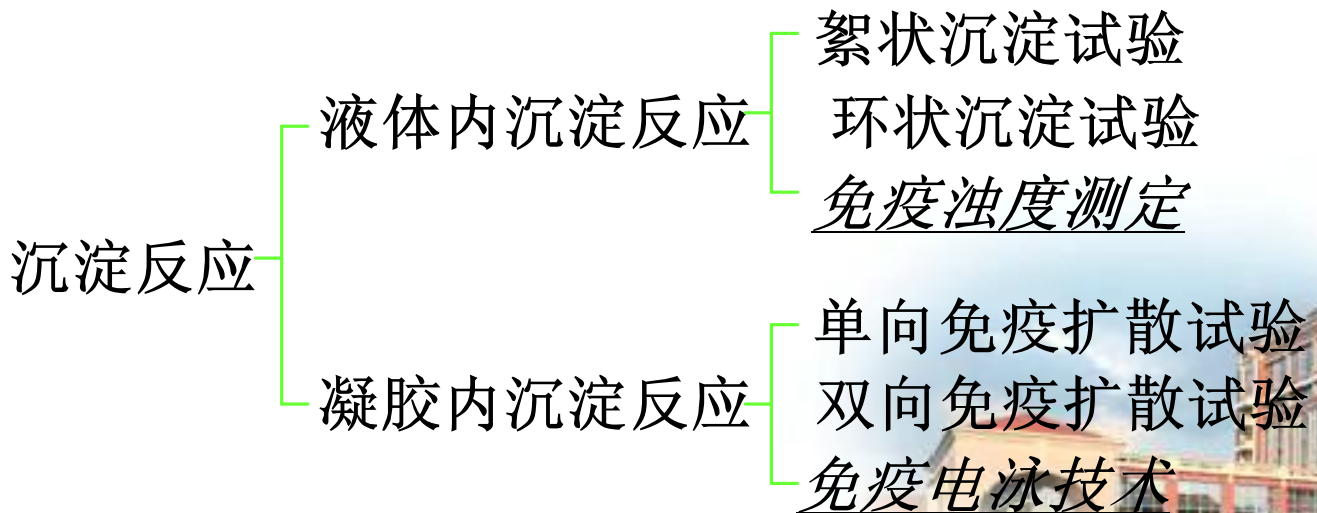 沉淀反应
液体内沉淀反应
絮状沉淀试验
环状沉淀试验
免疫浊度测定
凝胶内沉淀反应
单向免疫扩散试验
双向免疫扩散试验
免疫电泳技术